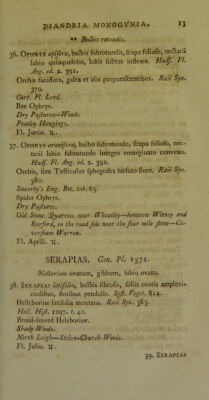 DIANDRIA MONOGYNIA. 13
** Bulbis rotundis.
36. OPHRYS apifera, bulbis subrotundis, scapo folioso, nectarii
labio quinquelobo, lobis subtus inflexis. Huds. Fl.
Ang. ed. 2. 391.
Orchis fuciflora, galea et alis purpurascentibus. Raii Syn.
379.
Curt. Fl. Lond.
Bee Ophrys.
Dry Pastures—Woods.
Peatley Hangings.
Fl. Junio. ♃.
37. OPHRYS aranifera, bulbo subrotundo, scapo folioso, nec-
tarii labio subrotundo integro emarginato convexo.
Huds. Fl. Ang. ed. 2. 392.
Orchis, sive Testiculus sphegodes hirsuto flore. Raii Syn.
380.
Sowerby's Eng. Bot. tab. 65.
Spider Ophrys.
Dry Pastures.
Old Stone Quarries near Wheatley—between Witney and
Burford, on the road side near the four mile stone—Ca-
versham Warren.
Fl. Aprili. ♃.
SERAPIAS. Gen. Pl. 1371.
Nectarium ovatum, gibbum, labio ovato.
38. SERAPIAS latifolia, bulbis fibrosis, foliis ovatis amplexi-
caulibus, floribus pendulis. Syst. Veget. 814.
Helleborine latifolia montana. Raii Syn. 383.
Hall. Hist. 1297. t. 40.
Broad-leaved Helleborine.
Shady Woods.
North Leigh—Stoken-Church Woods.
Fl. Julio. ♃.
39. SERAPIAS